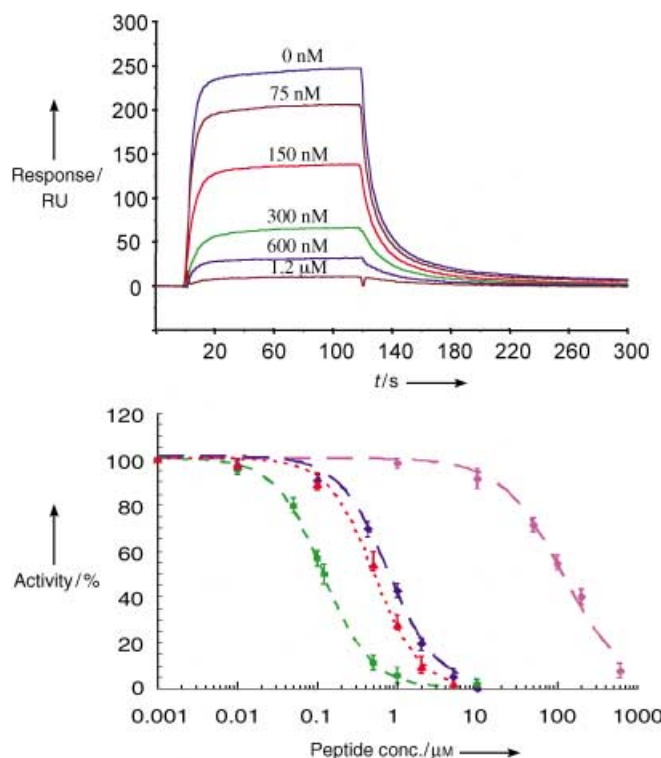 300
250
0 nM
200
75 nM
150
Response/
RU
150 nM
100
300 nM
50
600 nM
1.2 µM
0
20 60 100 140 180 220 260 300
t/s
120
100
80
60
Activity/%
40
20
0
0.001 0.01 0.1 1 10 100 1000
Peptide conc./µM